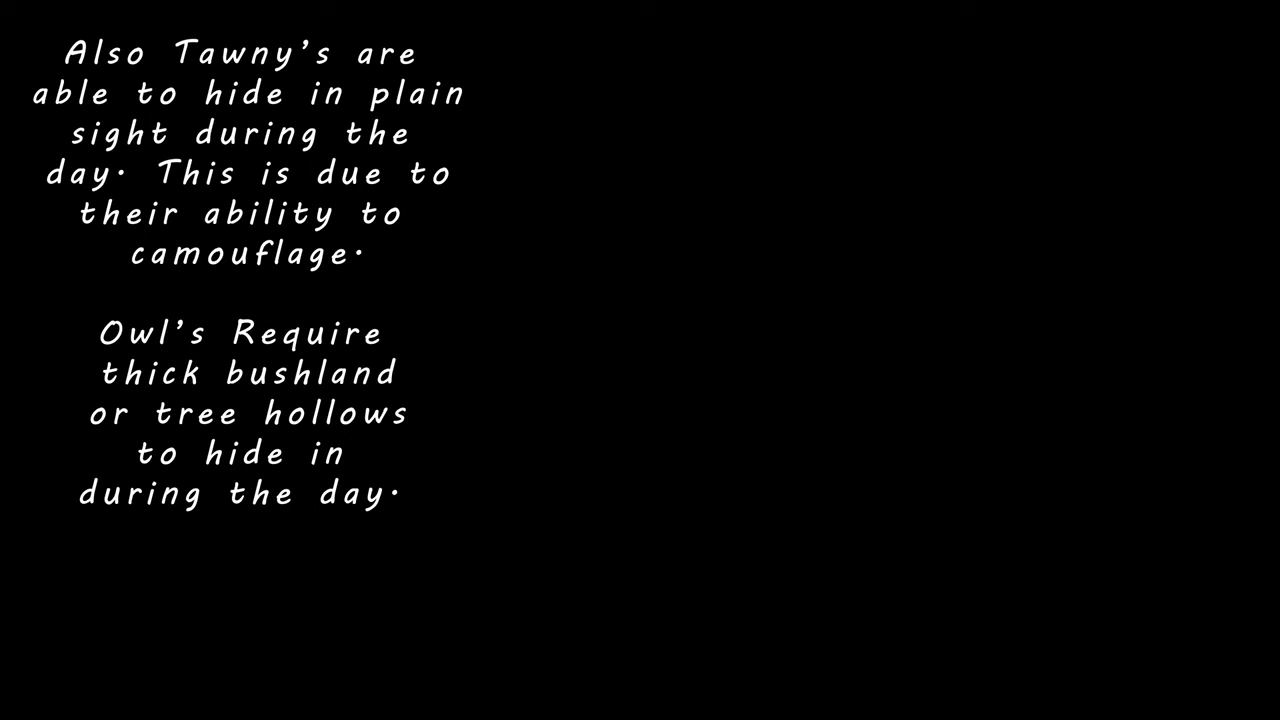 Also Tawny's are
able to hide in plain
sight during the
day. This is due to
their ability to
camouflage.
Owl's Require
thick bushland
or tree hollows
to hide in
during the day.